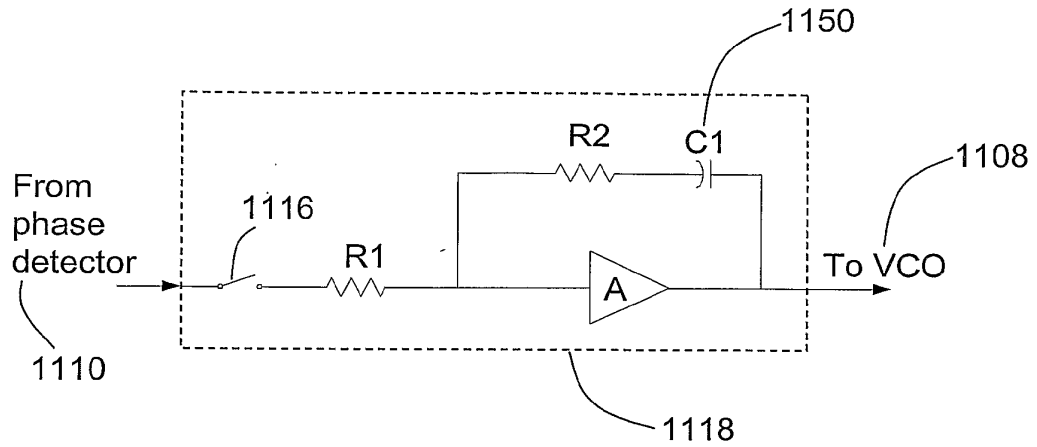 1150
R2
C1
1108
From
phase
detector
1116
R1
A
To VCO
1110
1118